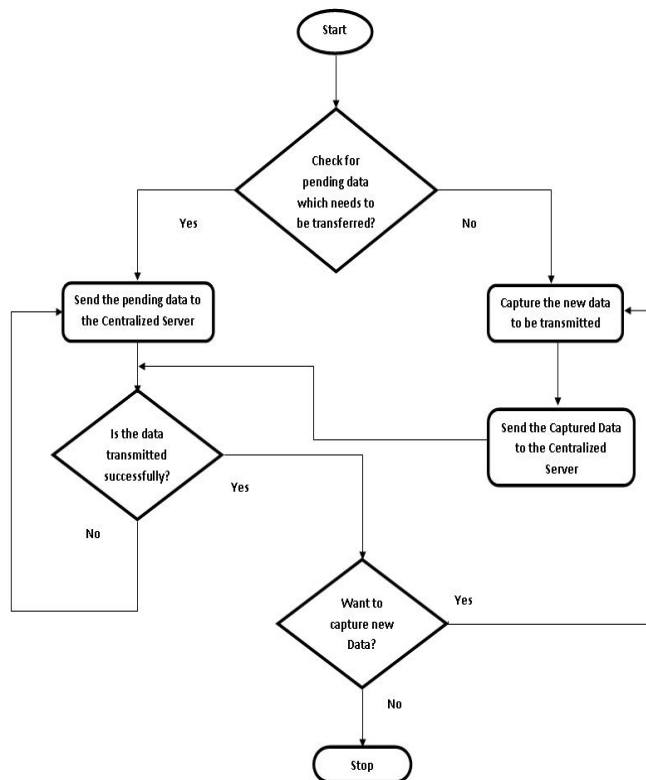 Start
Check for
pending data
which needs to
be transferred?
Yes
No
Send the pending data to
the Centralized Server
Capture the new data
to be transmitted
Send the Captured Data
to the Centralized
Server
Is the data
transmitted
successfully?
Yes
No
Want to
capture new
Data?
Yes
No
Stop